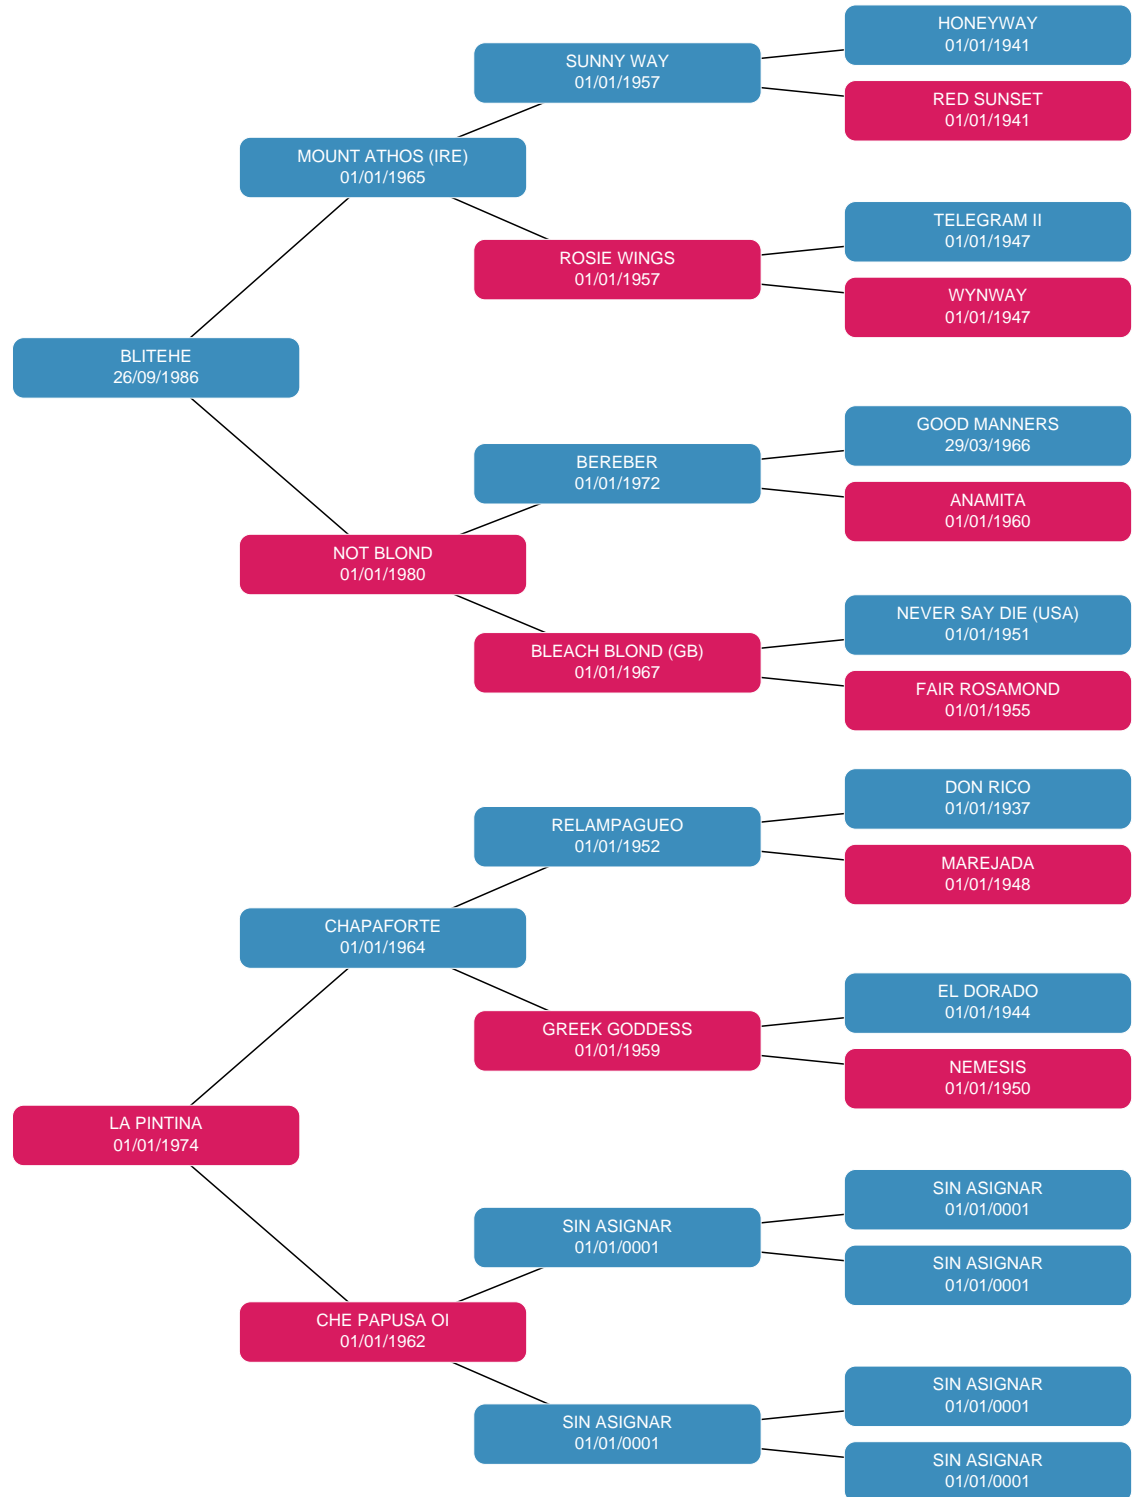 HONEYWAY
01/01/1941
SUNNY WAY
01/01/1957
RED SUNSET
01/01/1941
MOUNT ATHOS (IRE)
01/01/1965
TELEGRAM II
01/01/1947
ROSIE WINGS
01/01/1957
WYNWAY
01/01/1947
BLITEHE
26/09/1986
GOOD MANNERS
29/03/1966
BEREBER
01/01/1972
ANAMITA
01/01/1960
NOT BLOND
01/01/1980
NEVER SAY DIE (USA)
01/01/1951
BLEACH BLOND (GB)
01/01/1967
FAIR ROSAMOND
01/01/1955
DON RICO
01/01/1937
RELAMPAGUEO
01/01/1952
MAREJADA
01/01/1948
CHAPAFORTE
01/01/1964
EL DORADO
01/01/1944
GREEK GODDESS
01/01/1959
NEMESIS
01/01/1950
LA PINTINA
01/01/1974
SIN ASIGNAR
01/01/0001
SIN ASIGNAR
01/01/0001
SIN ASIGNAR
01/01/0001
CHE PAPUSA OI
01/01/1962
SIN ASIGNAR
01/01/0001
SIN ASIGNAR
01/01/0001
SIN ASIGNAR
01/01/0001